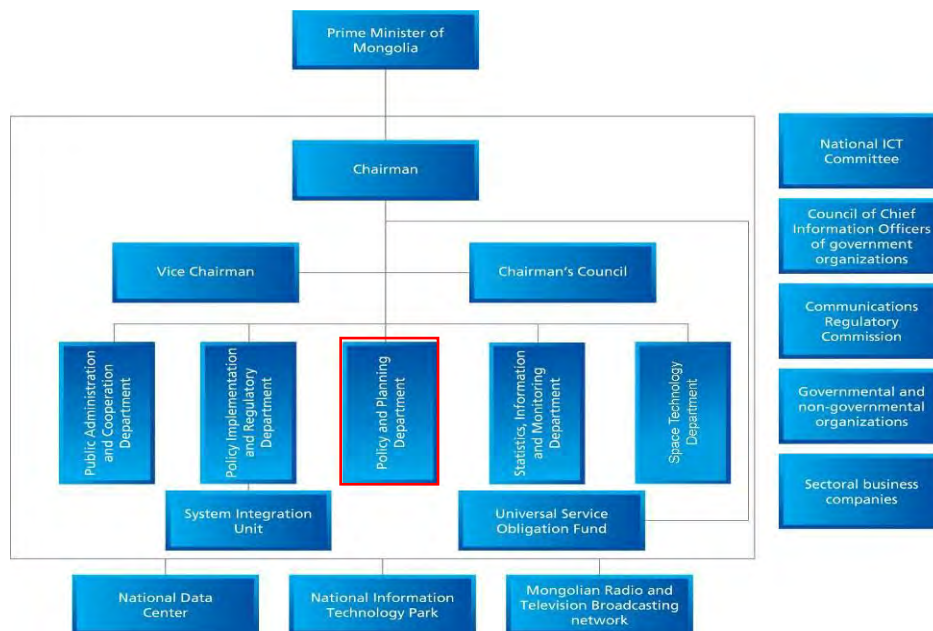 Prime Minister of
Mongolia
Chairman
Vice Chairman
Chairman's Council
Public Administration
and Cooperation
Department
Policy Implementation
and Regulatory
Department
Policy and Planning
Department
Statistics, Information
and Monitoring
Department
Space Technology
Department
System Integration
Unit
Universal Service
Obligation Fund
National Data
Center
National Information
Technology Park
Mongolian Radio and
Television Broadcasting
network
National ICT
Committee
Council of Chief
Information Officers
of government
organizations
Communications
Regulatory
Commission
Governmental and
non-governmental
organizations
Sectoral business
companies